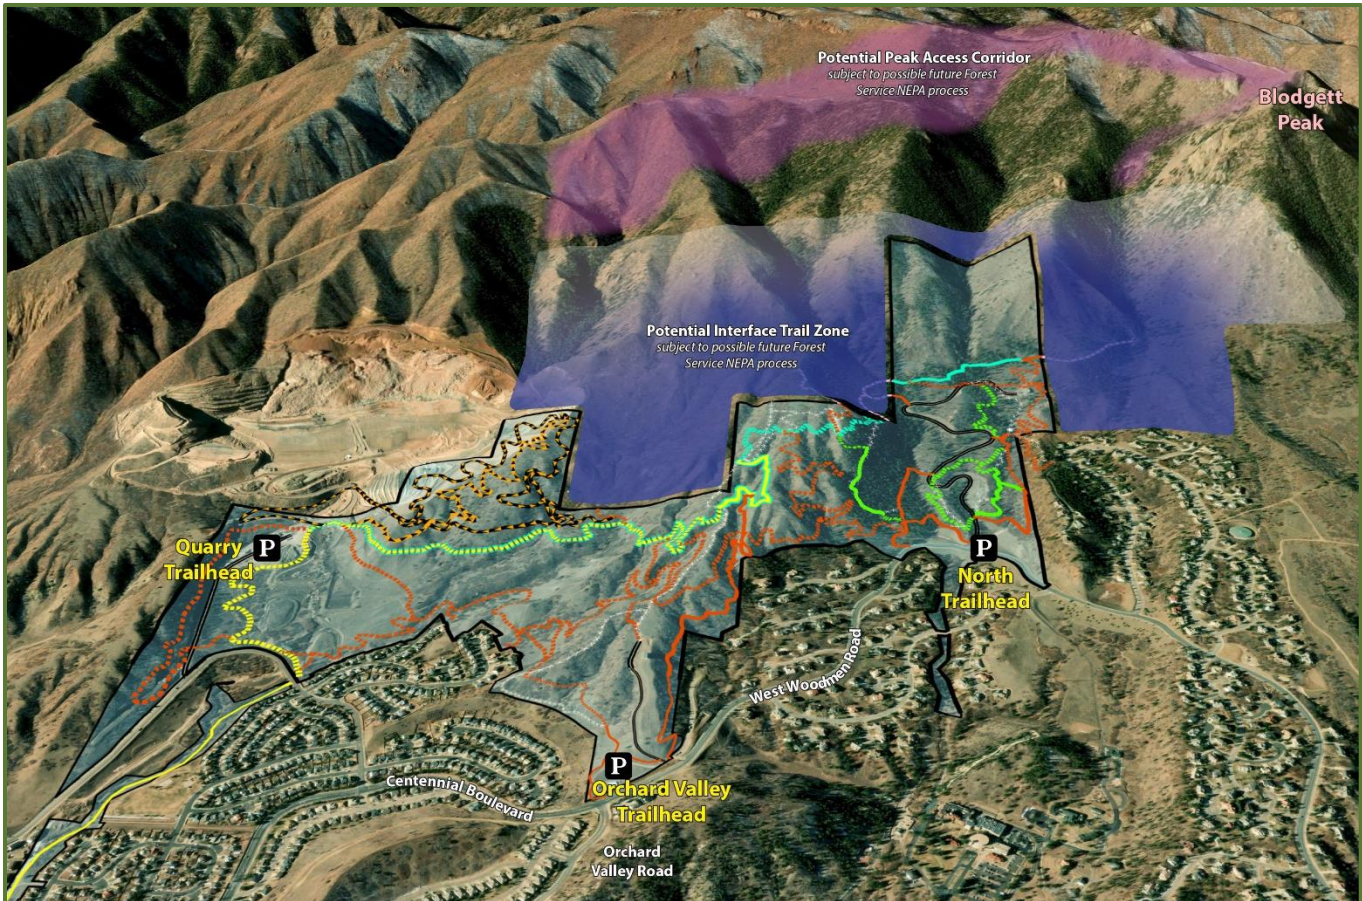 Potential Peak Access Corridor
subject to possible future Forest
Service NEPA process
Blodgett
Peak
Potential Interface Trail Zone
subject to possible future Forest
Service NEPA process
Quarry
Trailhead
P
P
North
Trailhead
West Woodmen Road
P
Orchard Valley
Trailhead
Centennial Boulevard
Orchard
Valley Road